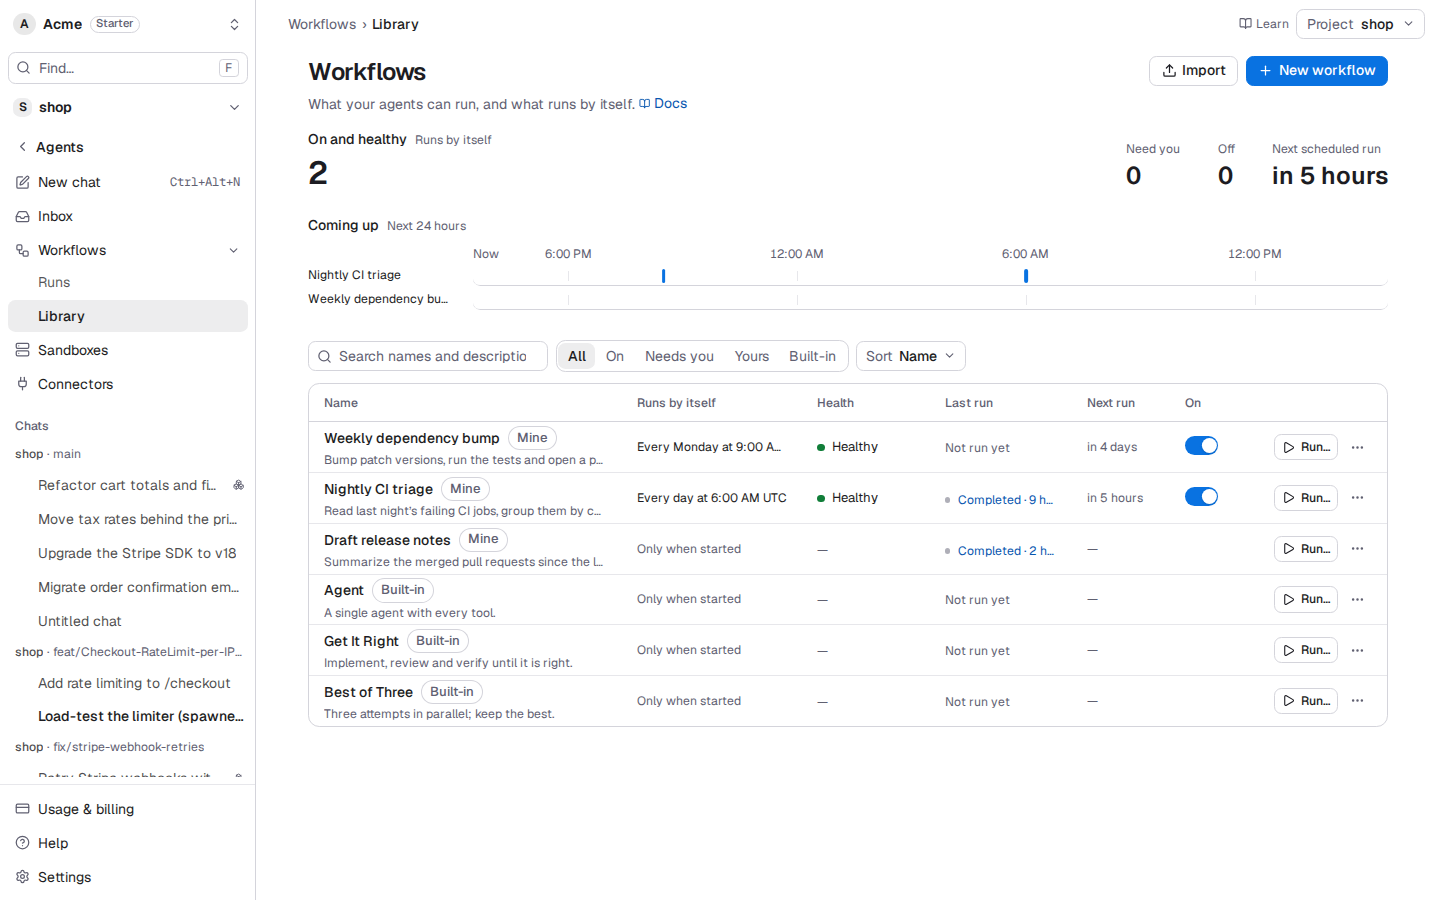 A Acme Starter
Find… F
S shop
Agents
New chat Ctrl+Alt+N
Inbox
Workflows
Runs
Library
Sandboxes
Connectors
Chats
shop · main
Refactor cart totals and fi…
Move tax rates behind the pri…
Upgrade the Stripe SDK to v18
Migrate order confirmation em…
Untitled chat
shop · feat/Checkout-RateLimit-per-IP…
Add rate limiting to /checkout
Load-test the limiter (spawne…
shop · fix/stripe-webhook-retries
Retry Stripe webhooks wit…
Usage & billing
Help
Settings
Workflows › Library
Learn
Project shop
Workflows
Import
New workflow
What your agents can run, and what runs by itself. Docs
On and healthy Runs by itself
2
Need you Off Next scheduled run
0 0 in 5 hours
Coming up Next 24 hours
Now 6:00 PM 12:00 AM 6:00 AM 12:00 PM
Nightly CI triage
Weekly dependency bu…
Search names and descriptio
All On Needs you Yours Built-in
Sort Name
Name Runs by itself Health Last run Next run On
Weekly dependency bump Mine
Bump patch versions, run the tests and open a p…
Every Monday at 9:00 A… Healthy Not run yet in 4 days Run…
Nightly CI triage Mine
Read last night's failing CI jobs, group them by c…
Every day at 6:00 AM UTC Healthy Completed · 9 h… in 5 hours Run…
Draft release notes Mine
Summarize the merged pull requests since the l…
Only when started — Completed · 2 h… — Run…
Agent Built-in
A single agent with every tool.
Only when started — Not run yet — Run…
Get It Right Built-in
Implement, review and verify until it is right.
Only when started — Not run yet — Run…
Best of Three Built-in
Three attempts in parallel; keep the best.
Only when started — Not run yet — Run…